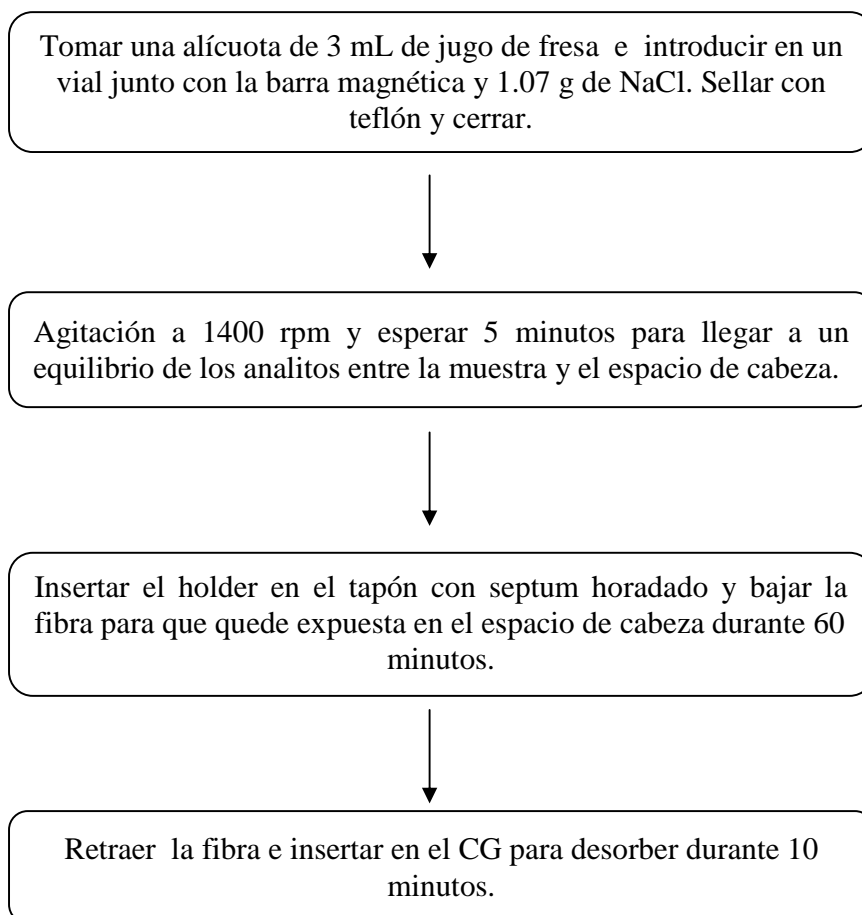 Tomar una alícuota de 3 mL de jugo de fresa e introducir en un
vial junto con la barra magnética y 1.07 g de NaCl. Sellar con
teflón y cerrar.
Agitación a 1400 rpm y esperar 5 minutos para llegar a un
equilibrio de los analitos entre la muestra y el espacio de cabeza.
Insertar el holder en el tapón con septum horadado y bajar la
fibra para que quede expuesta en el espacio de cabeza durante 60
minutos.
Retraer la fibra e insertar en el CG para desorber durante 10
minutos.